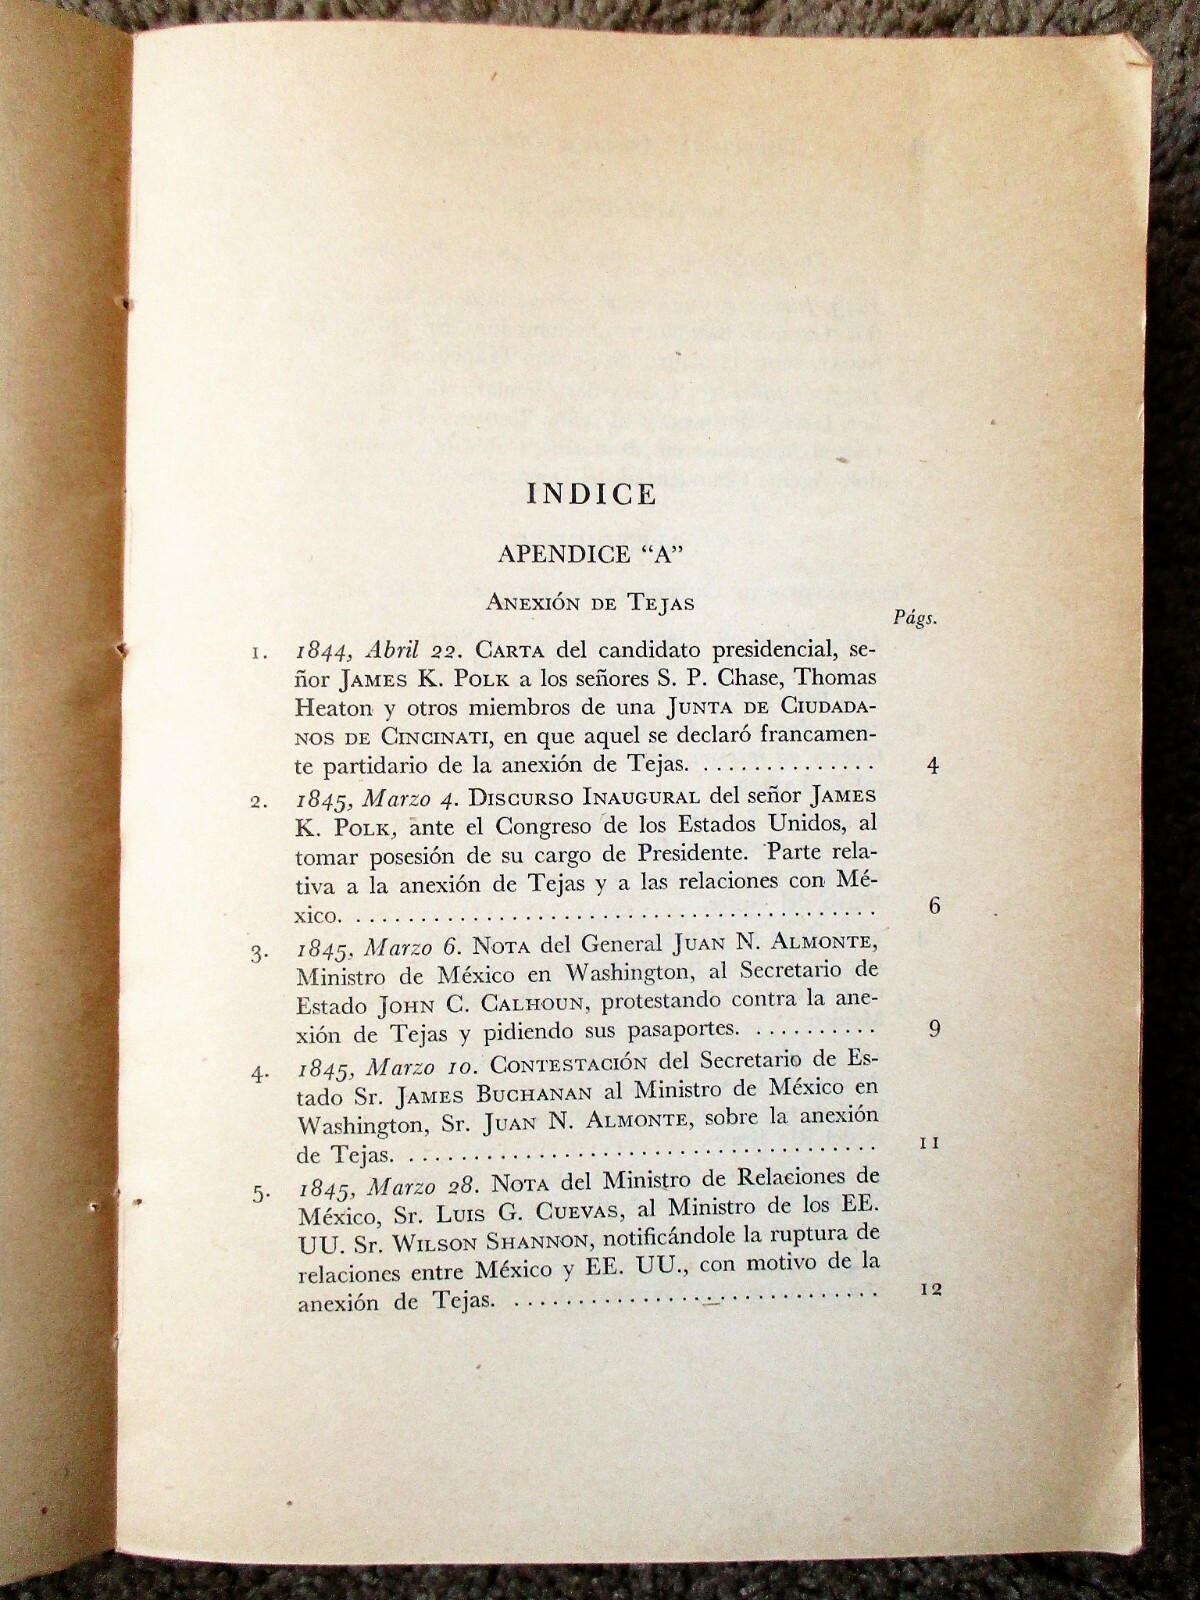 INDICE
APENDICE “A”
ANEXIÓN DE TEJAS
Págs.
1. 1844, Abril 22. CARTA del candidato presidencial, se-
ñor JAMES K. POLK a los señores S. P. Chase, Thomas
Heaton y otros miembros de una JUNTA DE CIUDADA-
NOS DE CINCINATI, en que aquel se declaró francamen-
te partidario de la anexión de Tejas. .............. 4
2. 1845, Marzo 4. DISCURSO INAUGURAL del señor JAMES
K. POLK, ante el Congreso de los Estados Unidos, al
tomar posesión de su cargo de Presidente. Parte rela-
tiva a la anexión de Tejas y a las relaciones con Mé-
xico. ......................................... 6
3. 1845, Marzo 6. NOTA del General JUAN N. ALMONTE,
Ministro de México en Washington, al Secretario de
Estado JOHN C. CALHOUN, protestando contra la ane-
xión de Tejas y pidiendo sus pasaportes. .......... 9
4. 1845, Marzo 10. CONTESTACIÓN del Secretario de Es-
tado Sr. JAMES BUCHANAN al Ministro de México en
Washington, Sr. JUAN N. ALMONTE, sobre la anexión
de Tejas. ..................................... 11
5. 1845, Marzo 28. NOTA del Ministro de Relaciones de
México, Sr. LUIS G. CUEVAS, al Ministro de los EE.
UU. Sr. WILSON SHANNON, notificándole la ruptura de
relaciones entre México y EE. UU., con motivo de la
anexión de Tejas. ............................. 12